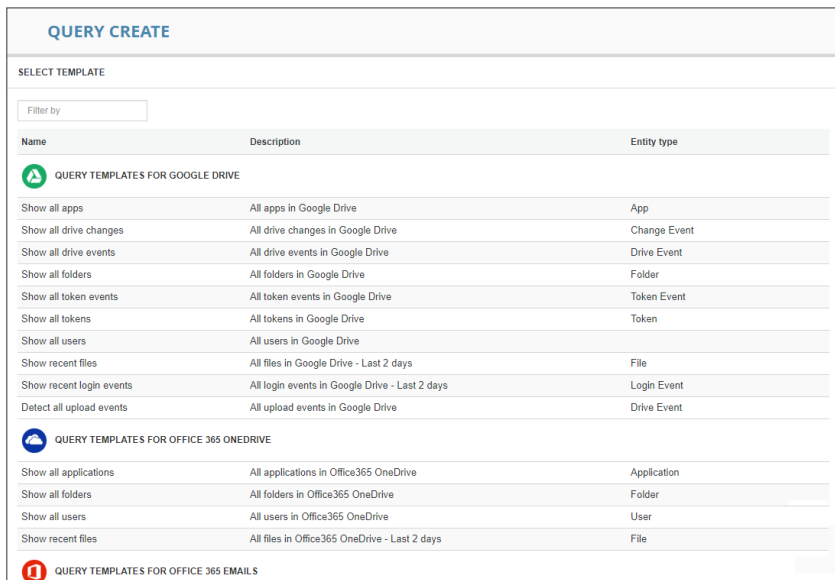 QUERY CREATE
SELECT TEMPLATE
Filter by
Name Description Entity type
QUERY TEMPLATES FOR GOOGLE DRIVE
Show all apps All apps in Google Drive App
Show all drive changes All drive changes in Google Drive Change Event
Show all drive events All drive events in Google Drive Drive Event
Show all folders All folders in Google Drive Folder
Show all token events All token events in Google Drive Token Event
Show all tokens All tokens in Google Drive Token
Show all users All users in Google Drive
Show recent files All files in Google Drive - Last 2 days File
Show recent login events All login events in Google Drive - Last 2 days Login Event
Detect all upload events All upload events in Google Drive Drive Event
QUERY TEMPLATES FOR OFFICE 365 ONEDRIVE
Show all applications All applications in Office365 OneDrive Application
Show all folders All folders in Office365 OneDrive Folder
Show all users All users in Office365 OneDrive User
Show recent files All files in Office365 OneDrive - Last 2 days File
QUERY TEMPLATES FOR OFFICE 365 EMAILS